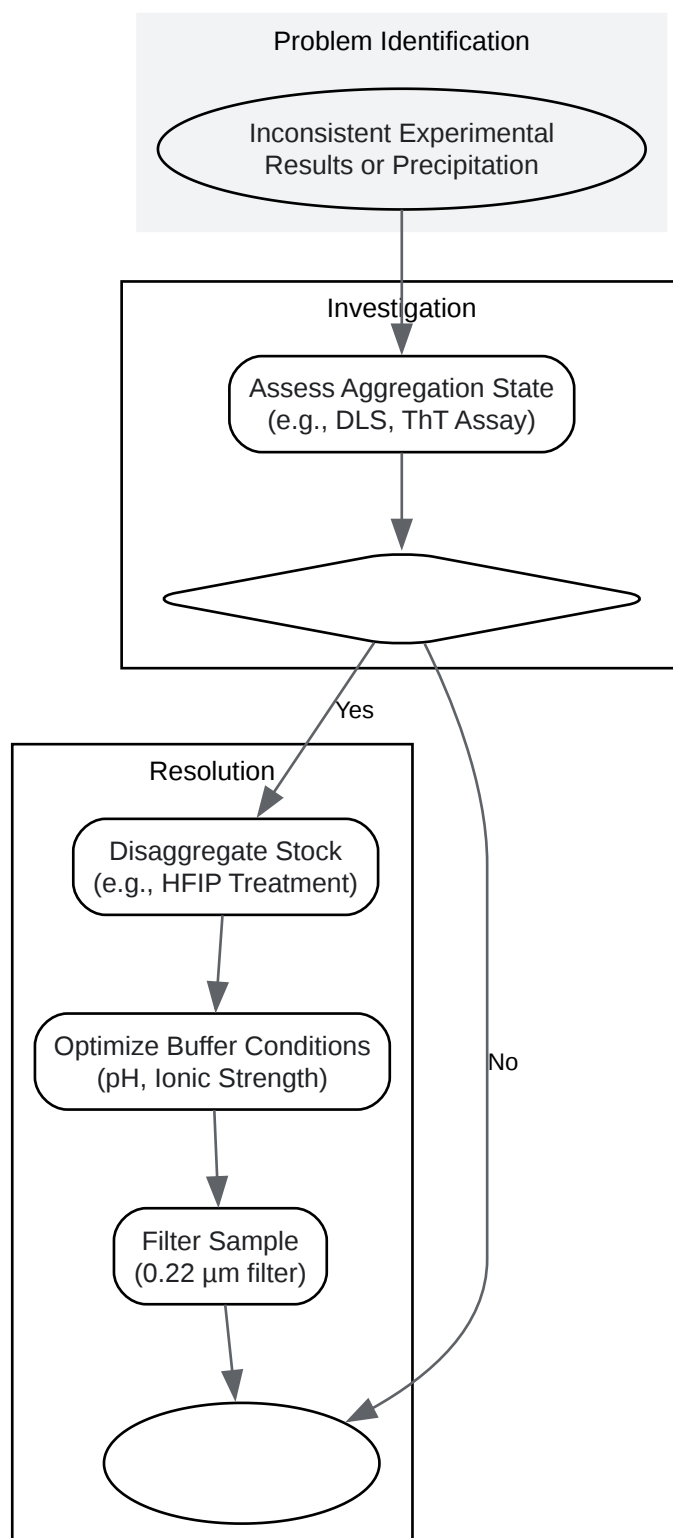 Problem Identification
Inconsistent Experimental
Results or Precipitation
Investigation
Assess Aggregation State
(e.g., DLS, ThT Assay)
Yes
Resolution
Disaggregate Stock
(e.g., HFIP Treatment)
Optimize Buffer Conditions
(pH, Ionic Strength)
No
Filter Sample
(0.22 µm filter)